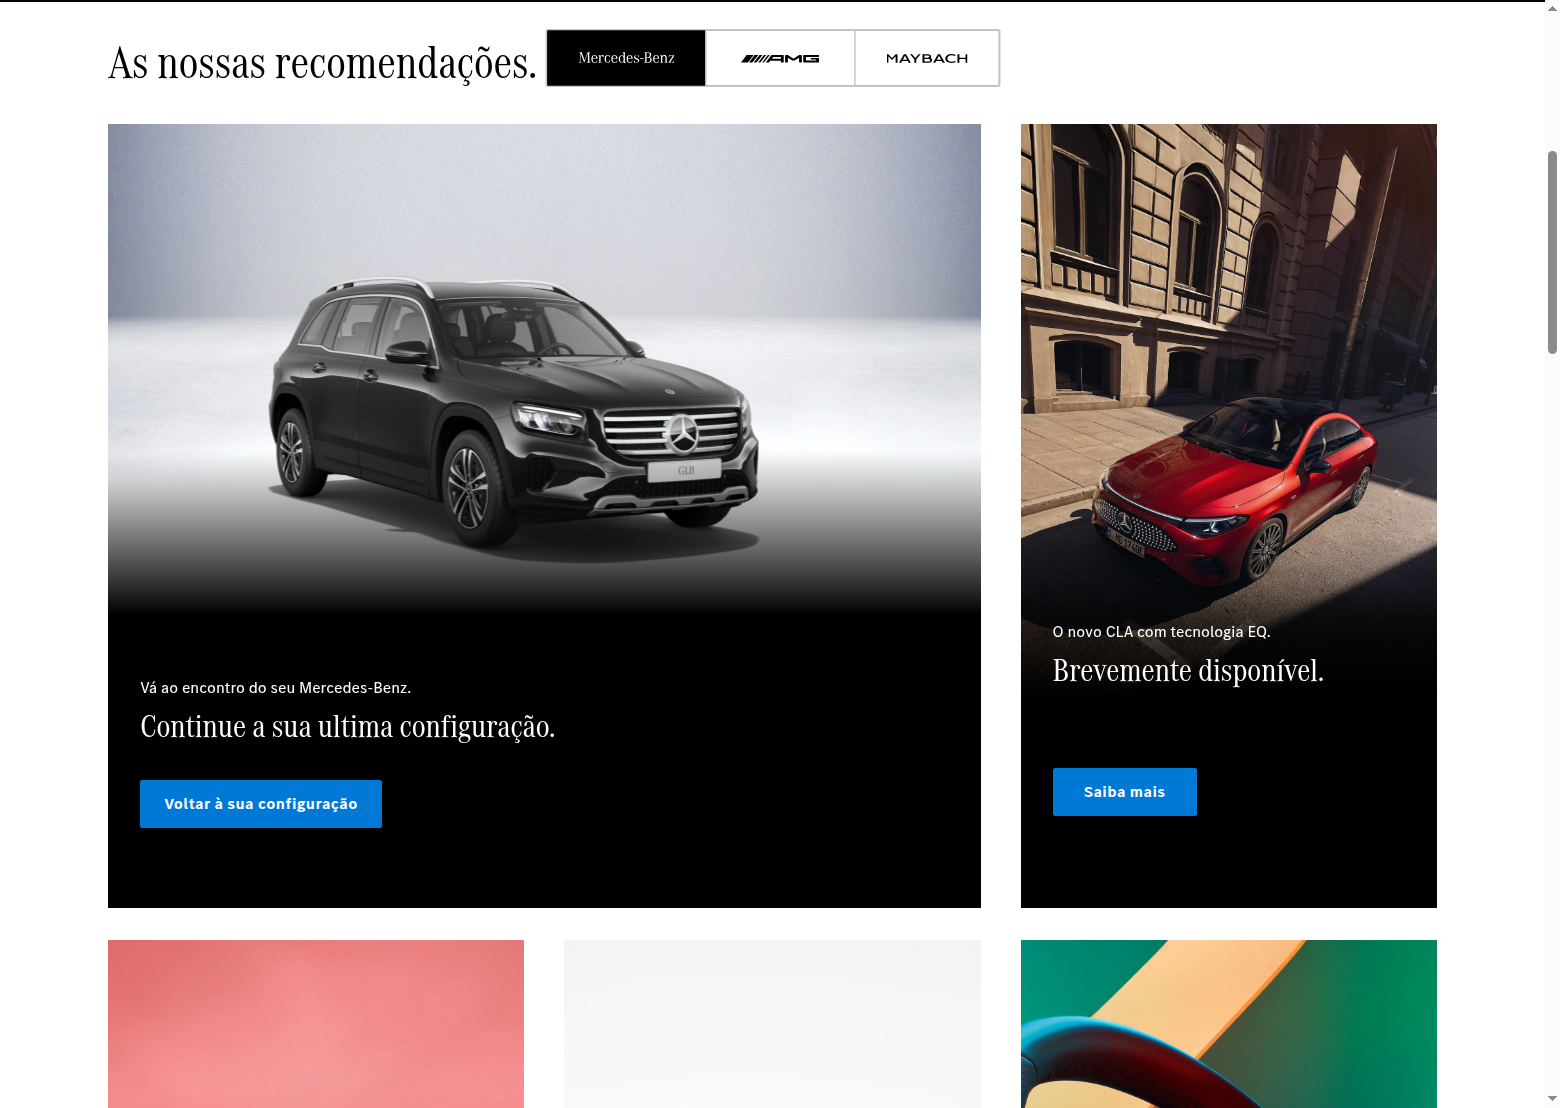 As nossas recomendações.
Mercedes-Benz
AMG
MAYBACH
GLB
Vá ao encontro do seu Mercedes-Benz.
Continue a sua ultima configuração.
Voltar à sua configuração
O novo CLA com tecnologia EQ.
Brevemente disponível.
Saiba mais